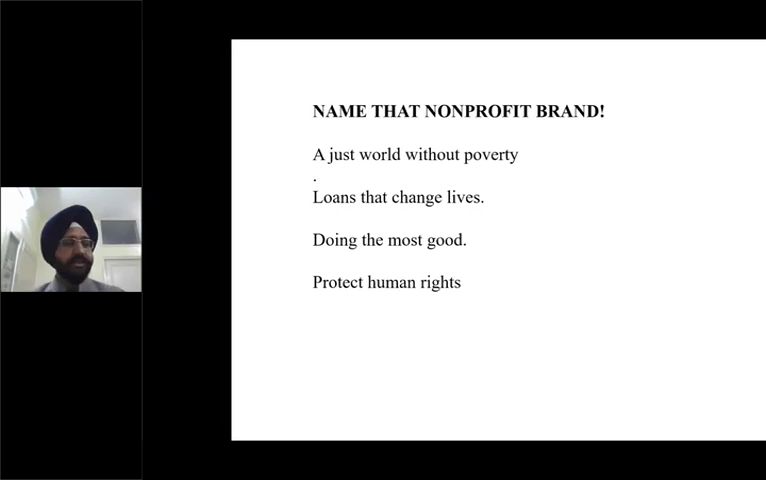 NAME THAT NONPROFIT BRAND!
A just world without poverty
.
Loans that change lives.
Doing the most good.
Protect human rights